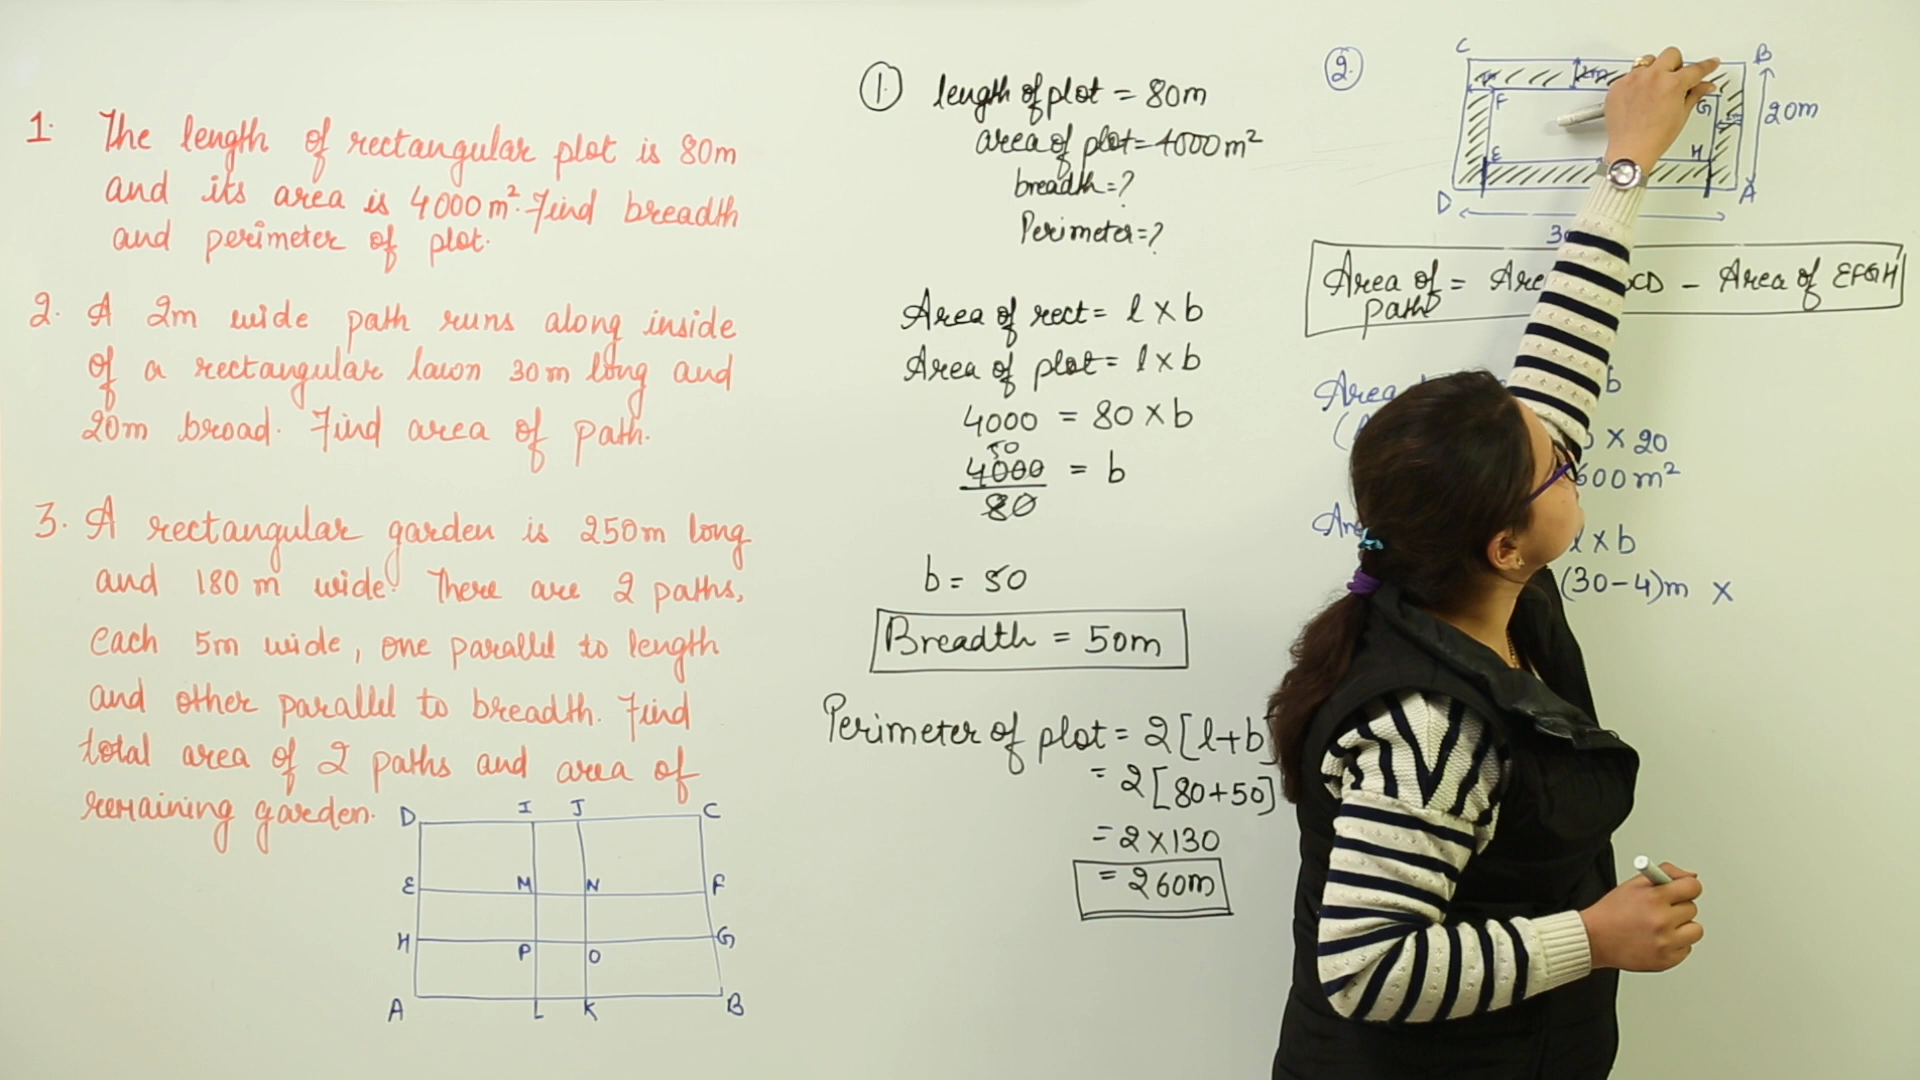 1. The length of rectangular plot is 80m
and its area is 4000m². Find breadth
and perimeter of plot.
2. A 2m wide path runs along inside
of a rectangular lawn 30m long and
20m broad. Find area of path.
3. A rectangular garden is 250m long
and 180m wide. There are 2 paths,
each 5m wide, one parallel to length
and other parallel to breadth. Find
total area of 2 paths and area of
remaining garden.
D I J C
E M N F
H P O G
A L K B
1. length of plot = 80m
area of plot = 4000m²
breadth = ?
Perimeter = ?
Area of rect = l x b
Area of plot = l x b
4000 = 80 x b
50
4000 = b
80
b = 50
Breadth = 50m
Perimeter of plot = 2[l+b]
= 2[80+50]
= 2 x 130
= 260m
2.
C B
F G
20m
E H
D A
Area of = CD - Area of EFGH
path
Area b
x 20
600m²
l x b
(30-4)m x